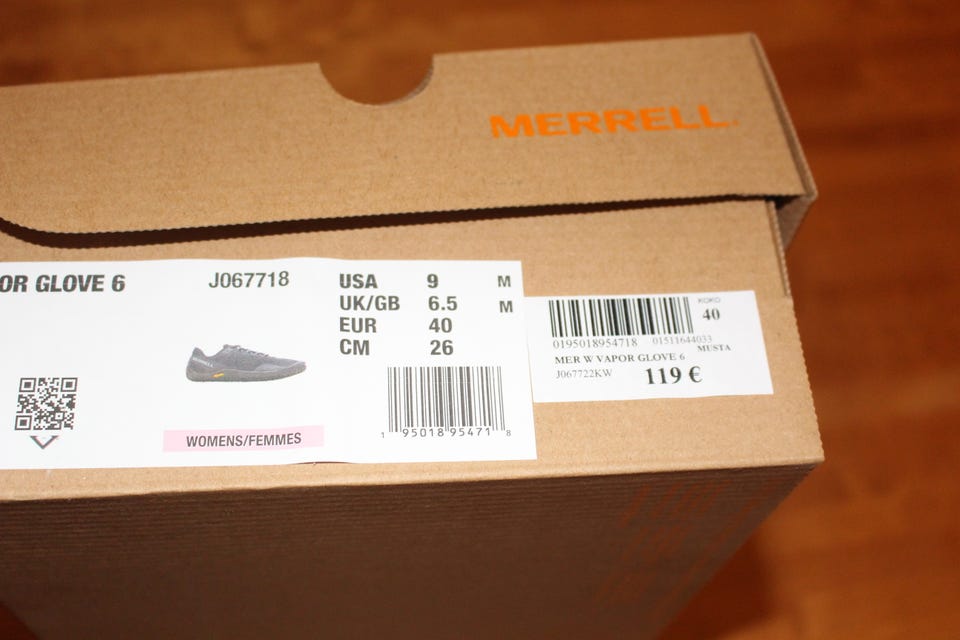 MERRELL
OR GLOVE 6
J067718
USA 9 M
UK/GB 6.5 M
EUR 40
CM 26
WOMENS/FEMMES
1 95018 95471 8
KOKO
40
0195018954718 01511644033
MUSTA
MER W VAPOR GLOVE 6
J067722KW 119 €